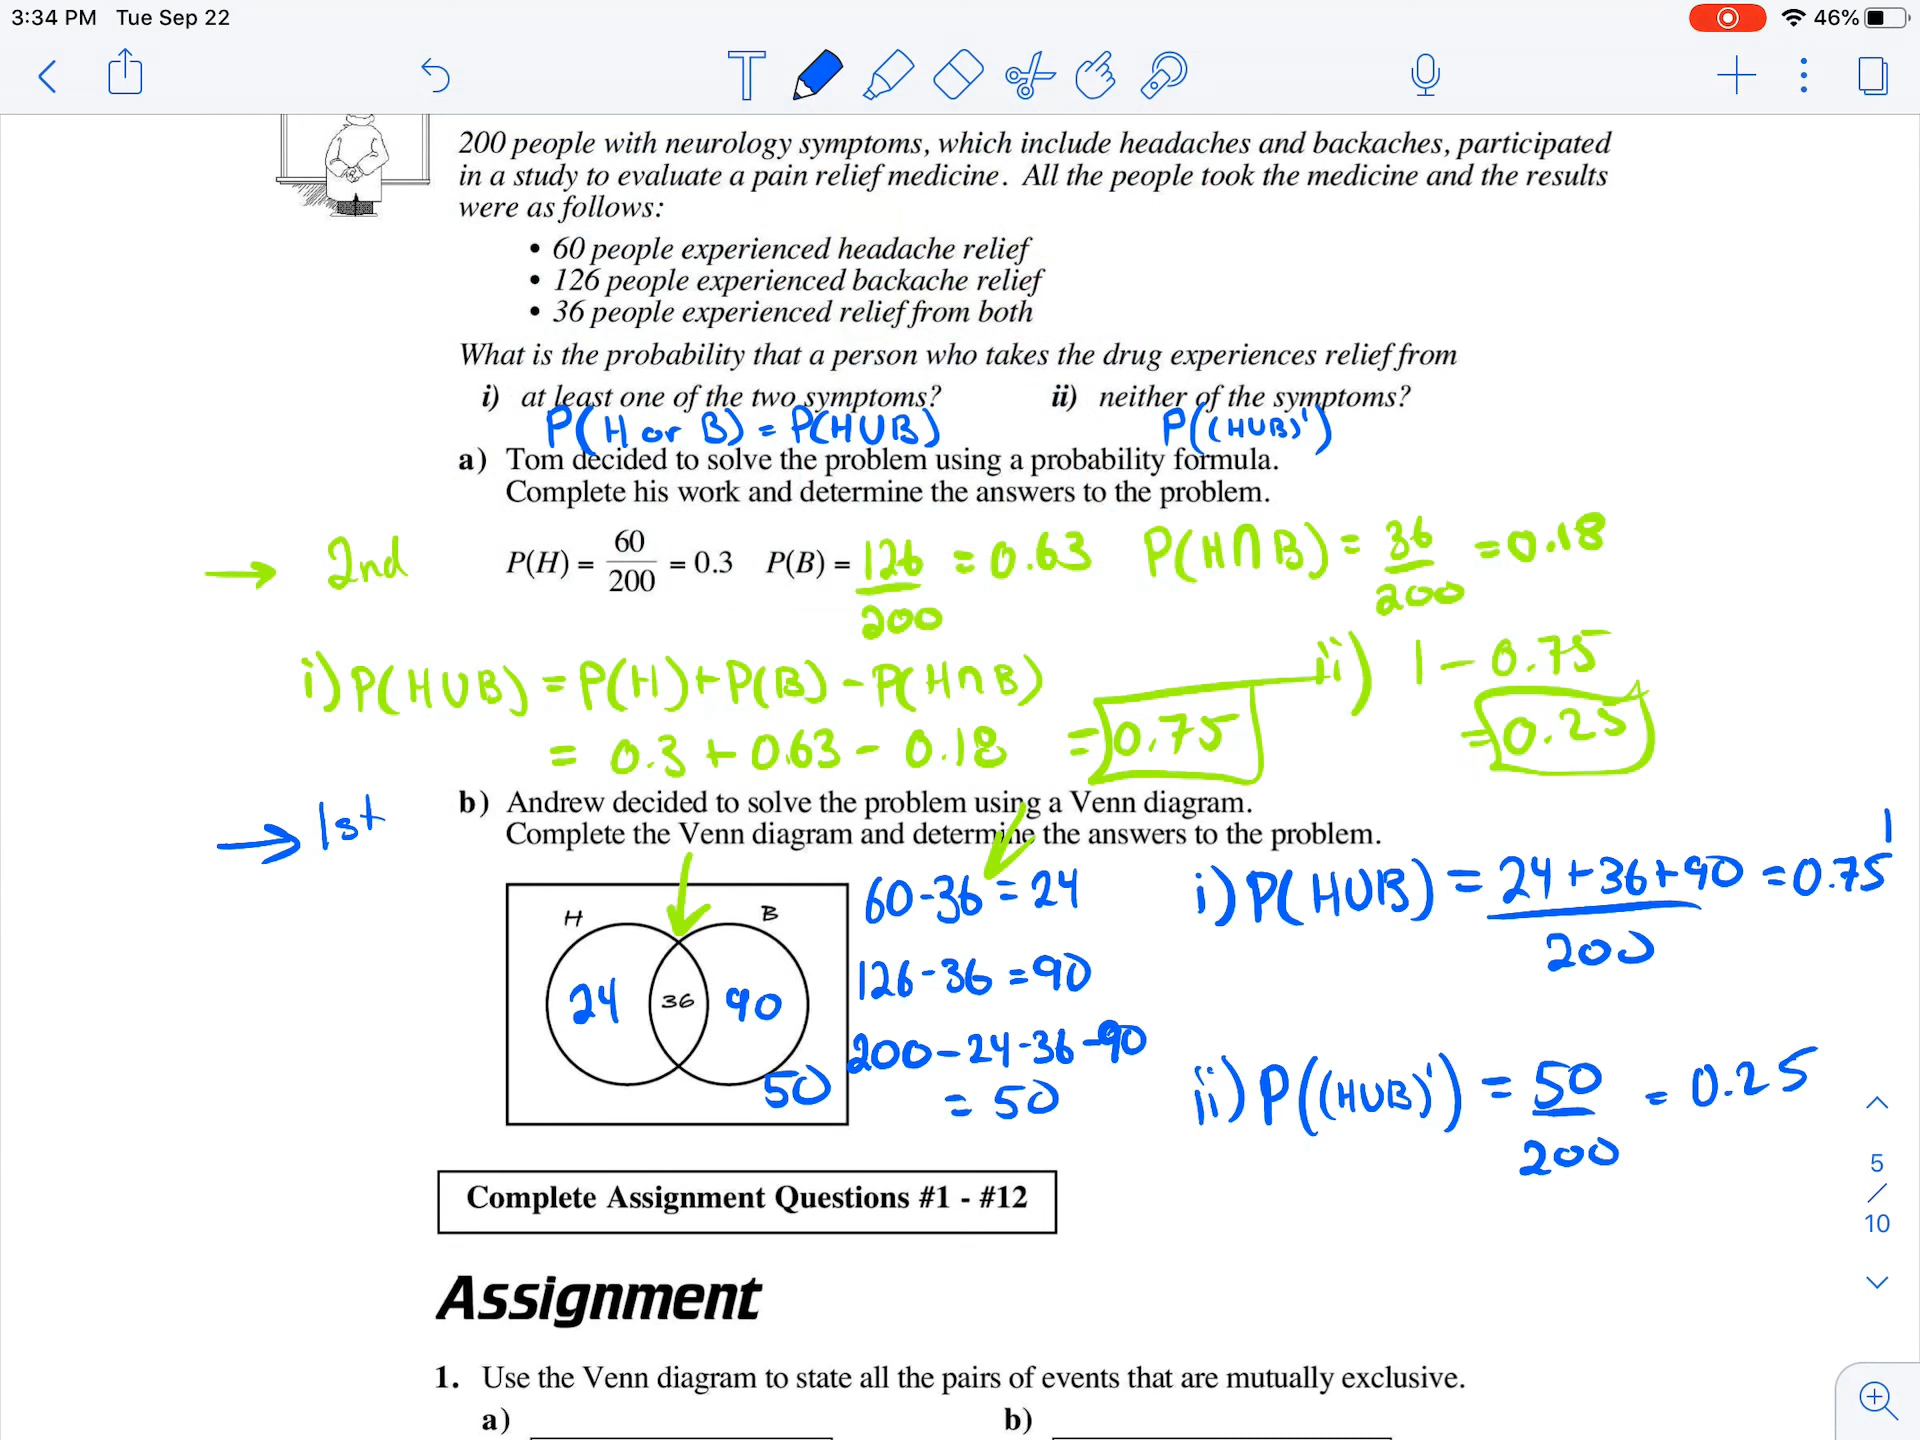 3:34 PM Tue Sep 22
46%
T
200 people with neurology symptoms, which include headaches and backaches, participated
in a study to evaluate a pain relief medicine. All the people took the medicine and the results
were as follows:
• 60 people experienced headache relief
• 126 people experienced backache relief
• 36 people experienced relief from both
What is the probability that a person who takes the drug experiences relief from
i) at least one of the two symptoms? ii) neither of the symptoms?
P(H or B) = P(HUB) P((HUB)')
a) Tom decided to solve the problem using a probability formula.
Complete his work and determine the answers to the problem.
→ 2nd P(H) = 60/200 = 0.3 P(B) = 126/200 = 0.63 P(H∩B) = 36/200 = 0.18
i) P(HUB) = P(H)+P(B)-P(H∩B) ii) 1-0.75
= 0.3+0.63-0.18 = 0.75 = 0.25
→ 1st b) Andrew decided to solve the problem using a Venn diagram.
Complete the Venn diagram and determine the answers to the problem.
H B
24 36 90
50
60-36=24
126-36=90
200-24-36-90
= 50
i) P(HUB) = 24+36+90/200 = 0.75
ii) P((HUB)') = 50/200 = 0.25
5
/
10
Complete Assignment Questions #1 - #12
Assignment
1. Use the Venn diagram to state all the pairs of events that are mutually exclusive.
a) b)